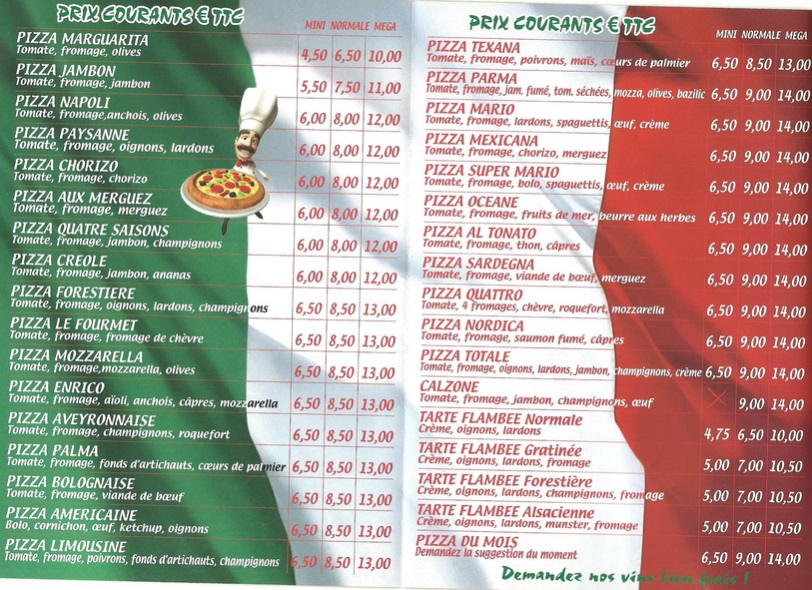 PRIX COURANTS € TTC
MINI NORMALE MEGA
PIZZA MARGUARITA
Tomate, fromage, olives
4,50 6,50 10,00
PIZZA JAMBON
Tomate, fromage, jambon
5,50 7,50 11,00
PIZZA NAPOLI
Tomate, fromage,anchois, olives
6,00 8,00 12,00
PIZZA PAYSANNE
Tomate, fromage, oignons, lardons
6,00 8,00 12,00
PIZZA CHORIZO
Tomate, fromage, chorizo
6,00 8,00 12,00
PIZZA AUX MERGUEZ
Tomate, fromage, merguez
6,00 8,00 12,00
PIZZA QUATRE SAISONS
Tomate, fromage, jambon, champignons
6,00 8,00 12,00
PIZZA CREOLE
Tomate, fromage, jambon, ananas
6,00 8,00 12,00
PIZZA FORESTIERE
Tomate, fromage, oignons, lardons, champignons
6,50 8,50 13,00
PIZZA LE FOURMET
Tomate, fromage, fromage de chèvre
6,50 8,50 13,00
PIZZA MOZZARELLA
Tomate, fromage,mozzarella, olives
6,50 8,50 13,00
PIZZA ENRICO
Tomate, fromage, aïoli, anchois, câpres, mozzarella
6,50 8,50 13,00
PIZZA AVEYRONNAISE
Tomate, fromage, champignons, roquefort
6,50 8,50 13,00
PIZZA PALMA
Tomate, fromage, fonds d'artichauts, cœurs de palmier
6,50 8,50 13,00
PIZZA BOLOGNAISE
Tomate, fromage, viande de bœuf
6,50 8,50 13,00
PIZZA AMERICAINE
Bolo, cornichon, œuf, ketchup, oignons
6,50 8,50 13,00
PIZZA LIMOUSINE
Tomate, fromage, poivrons, fonds d'artichauts, champignons
6,50 8,50 13,00
PRIX COURANTS € TTC
MINI NORMALE MEGA
PIZZA TEXANA
Tomate, fromage, poivrons, maïs, cœurs de palmier
6,50 8,50 13,00
PIZZA PARMA
Tomate, fromage, jam. fumé, tom. séchées, mozza, olives, bazilic
6,50 9,00 14,00
PIZZA MARIO
Tomate, fromage, lardons, spaguettis, œuf, crème
6,50 9,00 14,00
PIZZA MEXICANA
Tomate, fromage, chorizo, merguez
6,50 9,00 14,00
PIZZA SUPER MARIO
Tomate, fromage, bolo, spaguettis, œuf, crème
6,50 9,00 14,00
PIZZA OCEANE
Tomate, fromage, fruits de mer, beurre aux herbes
6,50 9,00 14,00
PIZZA AL TONATO
Tomate, fromage, thon, câpres
6,50 9,00 14,00
PIZZA SARDEGNA
Tomate, fromage, viande de bœuf, merguez
6,50 9,00 14,00
PIZZA QUATTRO
Tomate, 4 fromages, chèvre, roquefort, mozzarella
6,50 9,00 14,00
PIZZA NORDICA
Tomate, fromage, saumon fumé, câpres
6,50 9,00 14,00
PIZZA TOTALE
Tomate, fromage, oignons, lardons, jambon, champignons, crème
6,50 9,00 14,00
CALZONE
Tomate, fromage, jambon, champignons, œuf
9,00 14,00
TARTE FLAMBEE Normale
Crème, oignons, lardons
4,75 6,50 10,00
TARTE FLAMBEE Gratinée
Crème, oignons, lardons, fromage
5,00 7,00 10,50
TARTE FLAMBEE Forestière
Crème, oignons, lardons, champignons, fromage
5,00 7,00 10,50
TARTE FLAMBEE Alsacienne
Crème, oignons, lardons, munster, fromage
5,00 7,00 10,50
PIZZA DU MOIS
Demandez la suggestion du moment
6,50 9,00 14,00
Demandez nos vins bien frais !